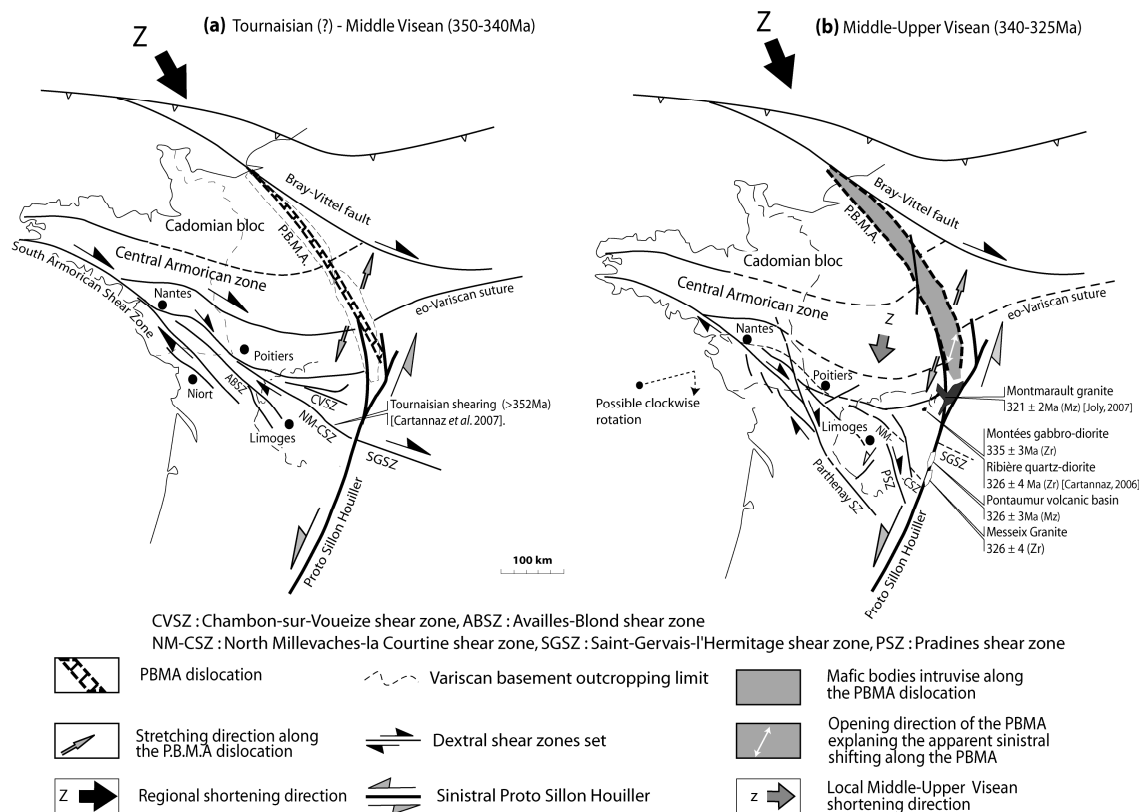 (a) Tournaisian (?) - Middle Visean (350-340Ma)
Z
Bray-Vittel fault
P.B.M.A.
Cadomian bloc
Central Armorican zone
South Armorican Shear Zone
eo-Variscan suture
Nantes
Poitiers
Niort
ABSZ
CVSZ
Limoges
NM-CSZ
SGSZ
Tournaisian shearing (>352Ma)
[Cartannaz et al. 2007].
Proto Sillon Houiller
100 km
(b) Middle-Upper Visean (340-325Ma)
Z
Bray-Vittel fault
P.B.M.A.
Cadomian bloc
Central Armorican zone
eo-Variscan suture
Z
Nantes
Poitiers
Possible clockwise
rotation
Limoges
NM-
CSZ
PSZ
SGSZ
Parthenay SZ
Proto Sillon Houiller
Montmarault granite
321 ± 2Ma (Mz) [Joly, 2007]
Montées gabbro-diorite
335 ± 3Ma (Zr)
Ribière quartz-diorite
326 ± 4 Ma (Zr) [Cartannaz, 2006]
Pontaumur volcanic basin
326 ± 3Ma (Mz)
Messeix Granite
326 ± 4 (Zr)
CVSZ : Chambon-sur-Voueize shear zone, ABSZ : Availles-Blond shear zone
NM-CSZ : North Millevaches-la Courtine shear zone, SGSZ : Saint-Gervais-l'Hermitage shear zone, PSZ : Pradines shear zone
PBMA dislocation
Stretching direction along
the P.B.M.A dislocation
Z
Regional shortening direction
Variscan basement outcropping limit
Dextral shear zones set
Sinistral Proto Sillon Houiller
Mafic bodies intruvise along
the PBMA dislocation
Opening direction of the PBMA
explaning the apparent sinistral
shifting along the PBMA
z
Local Middle-Upper Visean
shortening direction